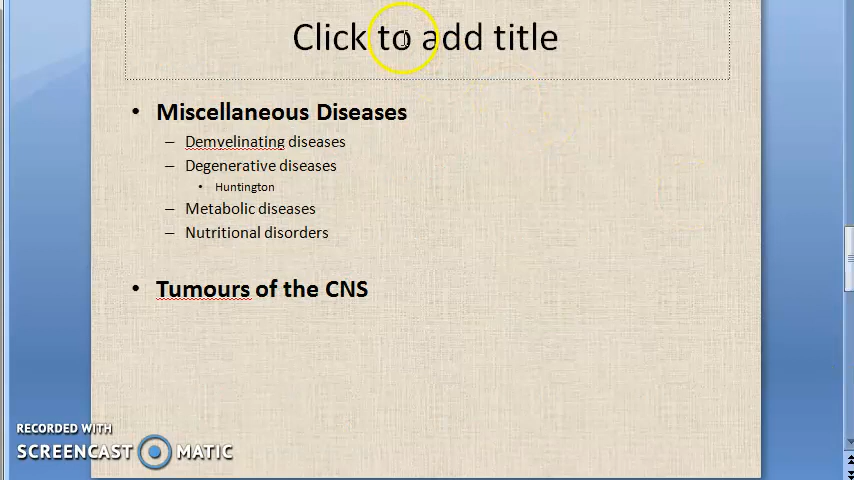 Click to add title
• Miscellaneous Diseases
– Demvelinating diseases
– Degenerative diseases
• Huntington
– Metabolic diseases
– Nutritional disorders
• Tumours of the CNS
RECORDED WITH
SCREENCAST MATIC